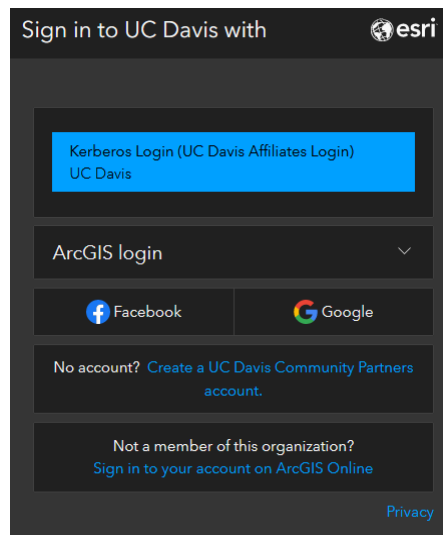 Sign in to UC Davis with
esri
Kerberos Login (UC Davis Affiliates Login)
UC Davis
ArcGIS login
Facebook
Google
No account? Create a UC Davis Community Partners
account.
Not a member of this organization?
Sign in to your account on ArcGIS Online
Privacy